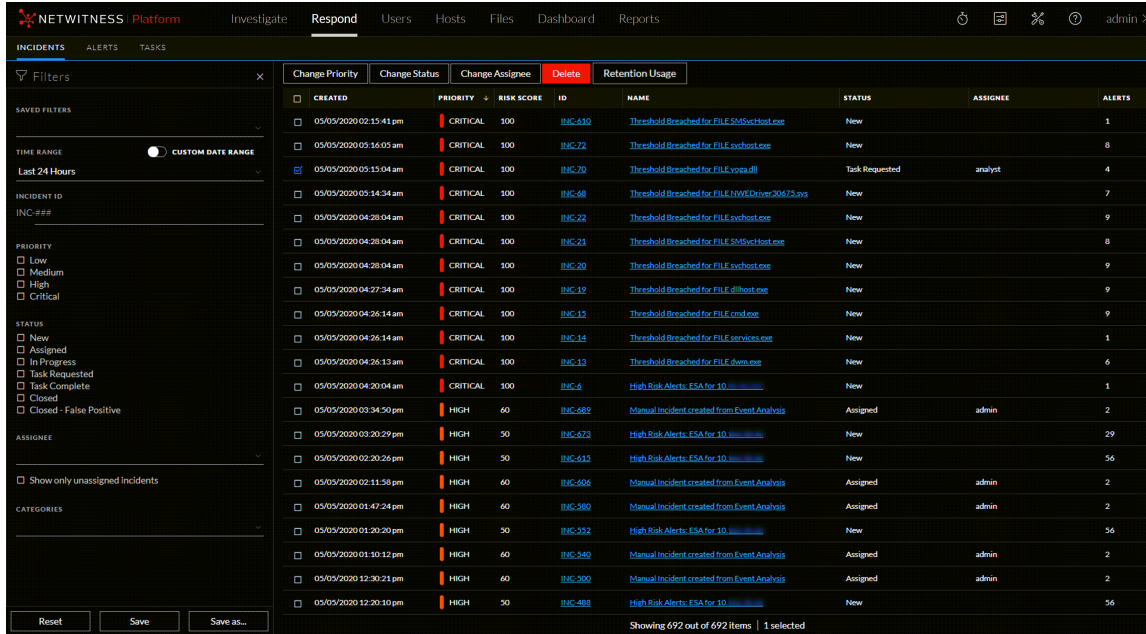 NETWITNESS Platform Investigate Respond Users Hosts Files Dashboard Reports admin
INCIDENTS ALERTS TASKS
Filters
SAVED FILTERS
TIME RANGE CUSTOM DATE RANGE
Last 24 Hours
INCIDENT ID
INC-###
PRIORITY
Low
Medium
High
Critical
STATUS
New
Assigned
In Progress
Task Requested
Task Complete
Closed
Closed - False Positive
ASSIGNEE
Show only unassigned incidents
CATEGORIES
Reset Save Save as...
Change Priority Change Status Change Assignee Delete Retention Usage
CREATED PRIORITY RISK SCORE ID NAME STATUS ASSIGNEE ALERTS
05/05/2020 02:15:41 pm CRITICAL 100 INC-610 Threshold Breached for FILE SMSvcHost.exe New 1
05/05/2020 05:16:05 am CRITICAL 100 INC-72 Threshold Breached for FILE svchost.exe New 8
05/05/2020 05:15:04 am CRITICAL 100 INC-70 Threshold Breached for FILE yoga.dll Task Requested analyst 4
05/05/2020 05:14:34 am CRITICAL 100 INC-68 Threshold Breached for FILE NWEDriver30675.sys New 7
05/05/2020 04:28:04 am CRITICAL 100 INC-22 Threshold Breached for FILE svchost.exe New 9
05/05/2020 04:28:04 am CRITICAL 100 INC-21 Threshold Breached for FILE SMSvcHost.exe New 8
05/05/2020 04:28:04 am CRITICAL 100 INC-20 Threshold Breached for FILE svchost.exe New 9
05/05/2020 04:27:34 am CRITICAL 100 INC-19 Threshold Breached for FILE dllhost.exe New 9
05/05/2020 04:26:14 am CRITICAL 100 INC-15 Threshold Breached for FILE cmd.exe New 9
05/05/2020 04:26:14 am CRITICAL 100 INC-14 Threshold Breached for FILE services.exe New 1
05/05/2020 04:26:13 am CRITICAL 100 INC-13 Threshold Breached for FILE dwm.exe New 6
05/05/2020 04:20:04 am CRITICAL 100 INC-6 High Risk Alerts: ESA for 10. New 1
05/05/2020 03:34:50 pm HIGH 60 INC-689 Manual Incident created from Event Analysis Assigned admin 2
05/05/2020 03:20:29 pm HIGH 50 INC-673 High Risk Alerts: ESA for 10. New 29
05/05/2020 02:20:26 pm HIGH 50 INC-615 High Risk Alerts: ESA for 10. New 56
05/05/2020 02:11:58 pm HIGH 60 INC-606 Manual Incident created from Event Analysis Assigned admin 2
05/05/2020 01:47:24 pm HIGH 60 INC-580 Manual Incident created from Event Analysis Assigned admin 2
05/05/2020 01:20:20 pm HIGH 50 INC-552 High Risk Alerts: ESA for 10. New 56
05/05/2020 01:10:12 pm HIGH 60 INC-540 Manual Incident created from Event Analysis Assigned admin 2
05/05/2020 12:30:21 pm HIGH 60 INC-500 Manual Incident created from Event Analysis Assigned admin 2
05/05/2020 12:20:10 pm HIGH 50 INC-488 High Risk Alerts: ESA for 10. New 56
Showing 692 out of 692 items | 1 selected